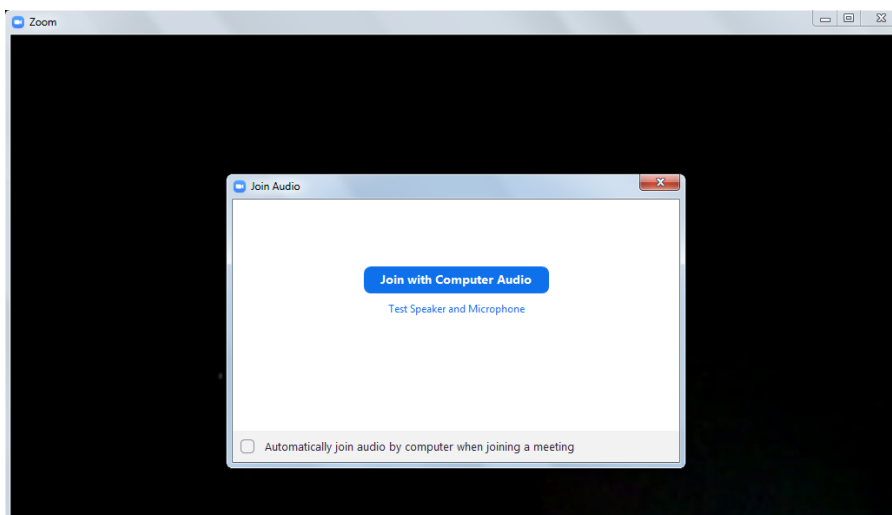 Zoom
Join Audio
Join with Computer Audio
Test Speaker and Microphone
Automatically join audio by computer when joining a meeting